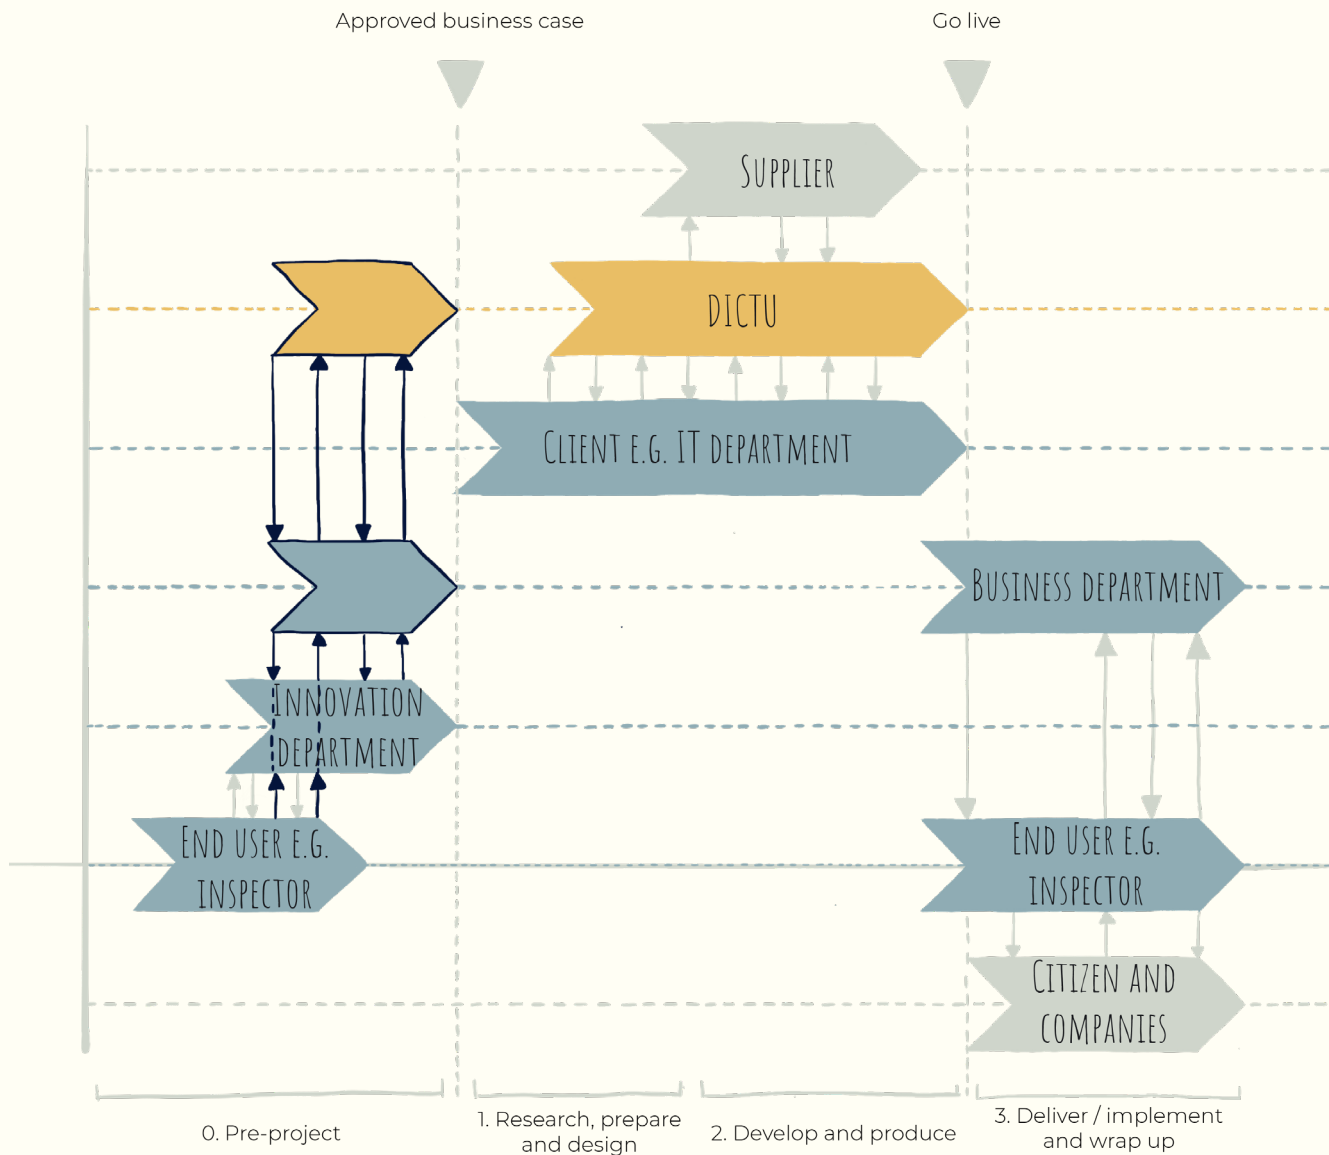 Approved business case
Go live
SUPPLIER
DICTU
CLIENT E.G. IT DEPARTMENT
BUSINESS DEPARTMENT
INNOVATION
DEPARTMENT
END USER E.G.
INSPECTOR
END USER E.G.
INSPECTOR
CITIZEN AND
COMPANIES
0. Pre-project
1. Research, prepare
and design
2. Develop and produce
3. Deliver / implement
and wrap up